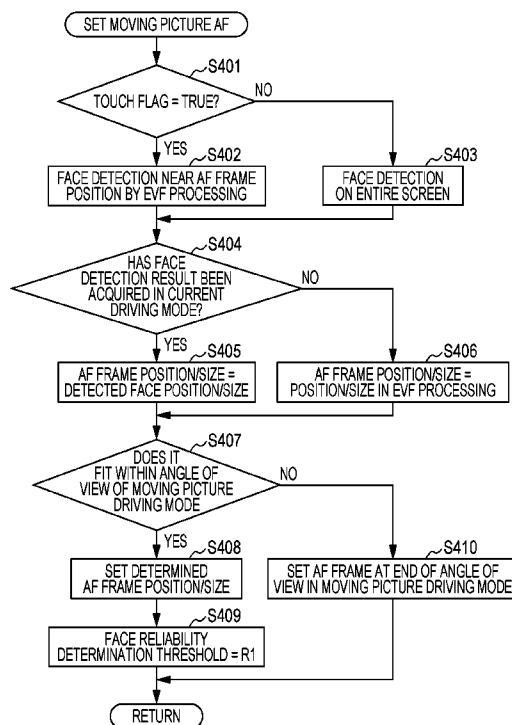 SET MOVING PICTURE AF
S401
TOUCH FLAG = TRUE?
NO
YES
S402
FACE DETECTION NEAR AF FRAME
POSITION BY EVF PROCESSING
S403
FACE DETECTION
ON ENTIRE SCREEN
S404
HAS FACE
DETECTION RESULT BEEN
ACQUIRED IN CURRENT
DRIVING MODE?
NO
YES
S405
AF FRAME POSITION/SIZE =
DETECTED FACE POSITION/SIZE
S406
AF FRAME POSITION/SIZE =
POSITION/SIZE IN EVF PROCESSING
S407
DOES IT
FIT WITHIN ANGLE OF
VIEW OF MOVING PICTURE
DRIVING MODE
NO
YES
S408
SET DETERMINED
AF FRAME POSITION/SIZE
S410
SET AF FRAME AT END OF ANGLE OF
VIEW IN MOVING PICTURE DRIVING MODE
S409
FACE RELIABILITY
DETERMINATION THRESHOLD = R1
RETURN